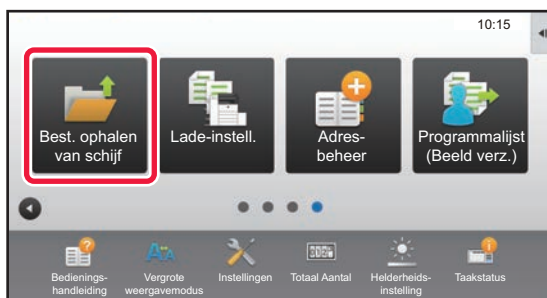 10:15
Best. ophalen
van schijf
Lade-instell.
Adres-
beheer
Programmalijst
(Beeld verz.)
Bedienings-
handleiding
Vergrote
weergavemodus
Instellingen
Totaal Aantal
Helderheids-
instelling
Taakstatus